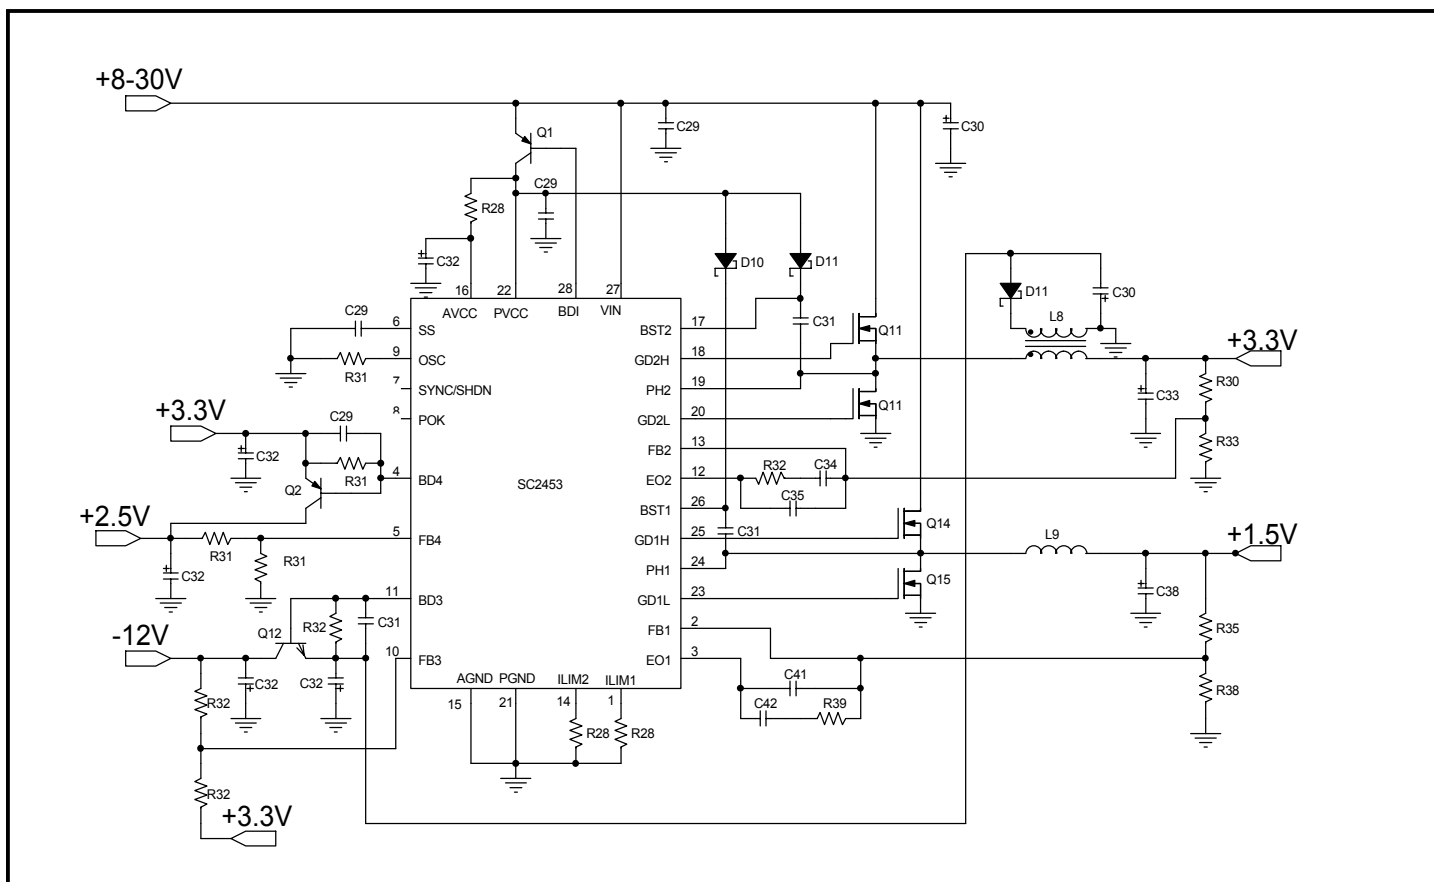 +8-30V
Q1
C29
C30
C29
R28
C32
D10
D11
D11
C30
16
22
28
27
AVCC
PVCC
BDI
VIN
C29
6
SS
17
BST2
C31
Q11
L8
9
OSC
18
GD2H
+3.3V
R31
7
SYNC/SHDN
19
PH2
R30
C33
Q11
+3.3V
C29
8
POK
20
GD2L
C32
13
FB2
R33
R31
4
BD4
SC2453
12
EO2
R32
C34
Q2
C35
26
BST1
+2.5V
5
FB4
25
GD1H
C31
Q14
L9
+1.5V
R31
R31
C32
24
PH1
Q15
11
BD3
23
GD1L
C38
R32
C31
2
FB1
R35
-12V
Q12
10
FB3
3
EO1
C32
C32
AGND
PGND
ILIM2
ILIM1
C41
15
21
14
1
C42
R39
R38
R32
R28
R28
R32
+3.3V